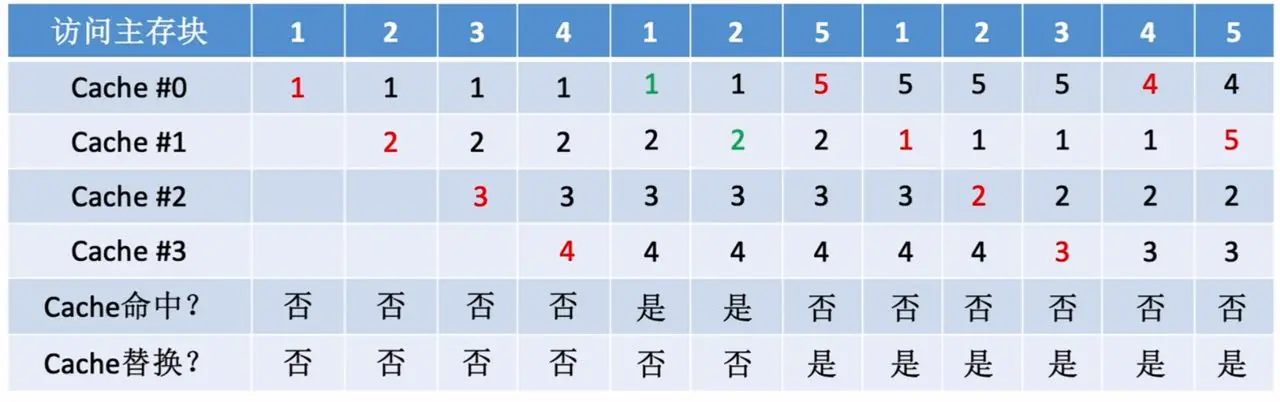 访问主存块 1 2 3 4 1 2 5 1 2 3 4 5
Cache #0 1 1 1 1 1 1 5 5 5 5 4 4
Cache #1 2 2 2 2 2 2 1 1 1 1 5
Cache #2 3 3 3 3 3 3 2 2 2 2
Cache #3 4 4 4 4 4 4 3 3 3
Cache命中? 否 否 否 否 是 是 否 否 否 否 否 否
Cache替换? 否 否 否 否 否 否 是 是 是 是 是 是